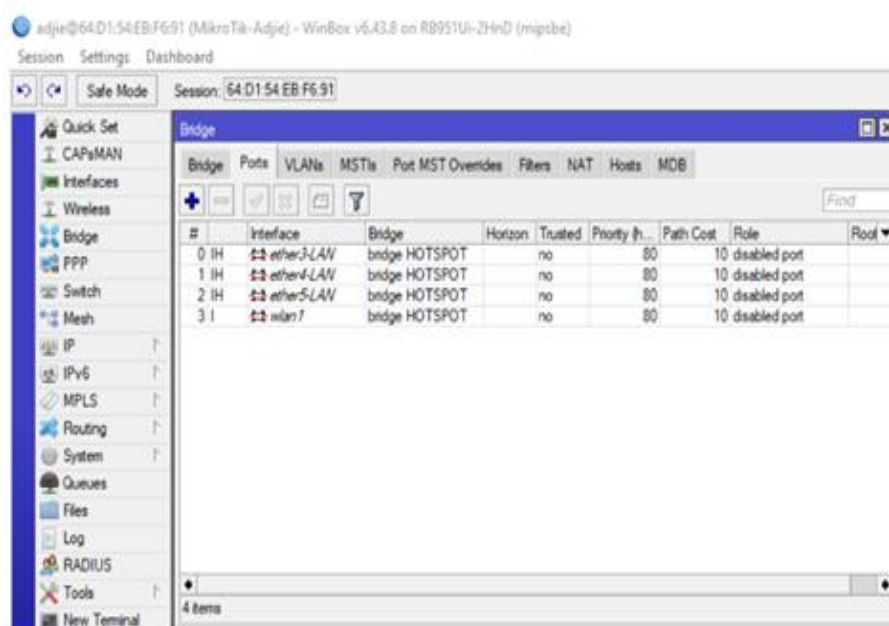 adjie@64:D1:54:EB:F6:91 (MikroTik-Adjie) - WinBox v6.43.8 on RB951Ui-2HnD (mipsbe)
Session Settings Dashboard
Safe Mode Session: 64:D1:54:EB:F6:91
Quick Set
CAPsMAN
Interfaces
Wireless
Bridge
PPP
Switch
Mesh
IP
IPv6
MPLS
Routing
System
Queues
Files
Log
RADIUS
Tools
New Terminal
Bridge
Bridge Ports VLANs MSTIs Port MST Overrides Filters NAT Hosts MDB
Find
# Interface Bridge Horizon Trusted Priority (h... Path Cost Role Root
0 IH ether3-LAN bridge HOTSPOT no 80 10 disabled port
1 IH ether4-LAN bridge HOTSPOT no 80 10 disabled port
2 IH ether5-LAN bridge HOTSPOT no 80 10 disabled port
3 I wlan1 bridge HOTSPOT no 80 10 disabled port
4 items